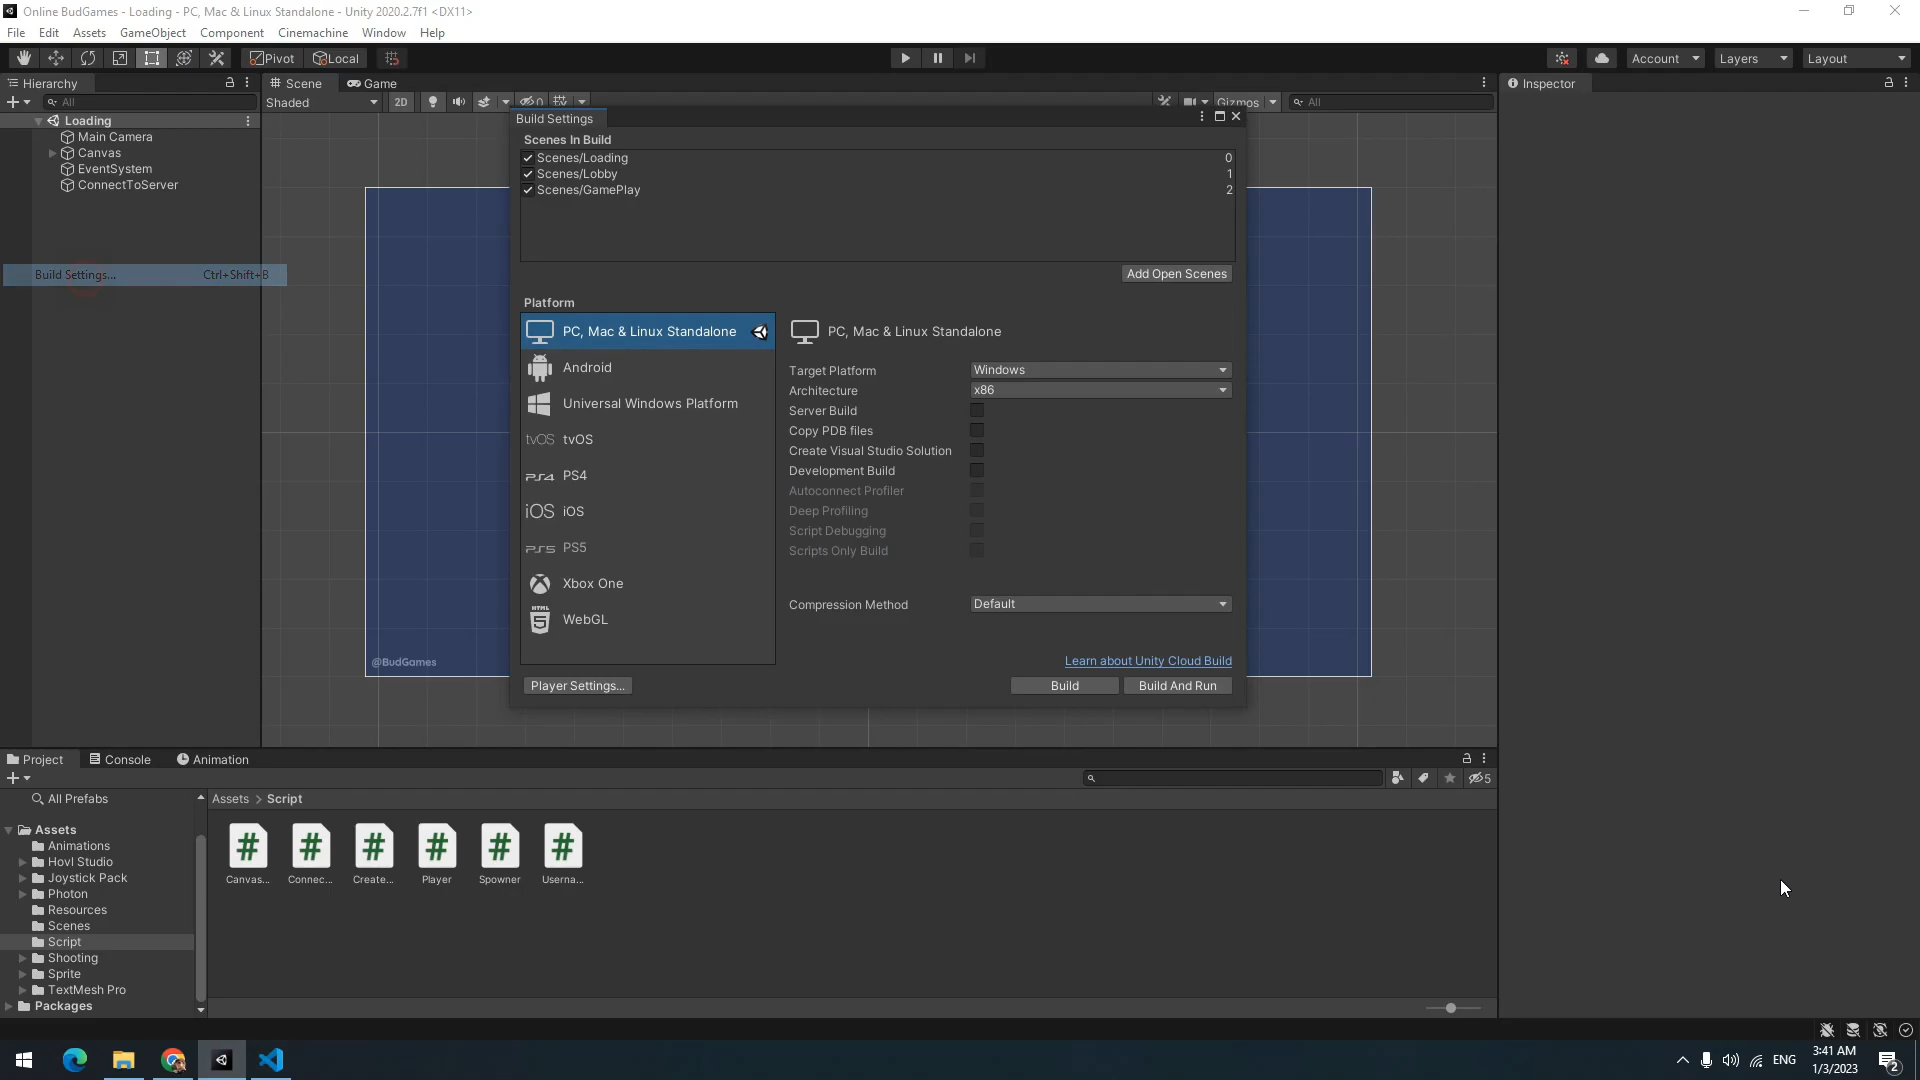 Online BudGames - Loading - PC, Mac & Linux Standalone - Unity 2020.2.7f1 <DX11>
File Edit Assets GameObject Component Cinemachine Window Help
Pivot Local Account Layers Layout
Hierarchy Scene Game Inspector
All Shaded 2D 0 Gizmos All
Loading
Main Camera
Canvas
EventSystem
ConnectToServer
Build Settings... Ctrl+Shift+B
Build Settings
Scenes In Build
Scenes/Loading 0
Scenes/Lobby 1
Scenes/GamePlay 2
Add Open Scenes
Platform
PC, Mac & Linux Standalone
Android
Universal Windows Platform
tvOS tvOS
PS4 PS4
iOS iOS
PS5 PS5
Xbox One
HTML 5 WebGL
PC, Mac & Linux Standalone
Target Platform Windows
Architecture x86
Server Build
Copy PDB files
Create Visual Studio Solution
Development Build
Autoconnect Profiler
Deep Profiling
Script Debugging
Scripts Only Build
Compression Method Default
Learn about Unity Cloud Build
Player Settings... Build Build And Run
@BudGames
Project Console Animation
5
All Prefabs
Assets
Animations
Hovl Studio
Joystick Pack
Photon
Resources
Scenes
Script
Shooting
Sprite
TextMesh Pro
Packages
Assets > Script
# # # # # #
Canvas... Connec... Create... Player Spowner Userna...
ENG
3:41 AM
1/3/2023
2